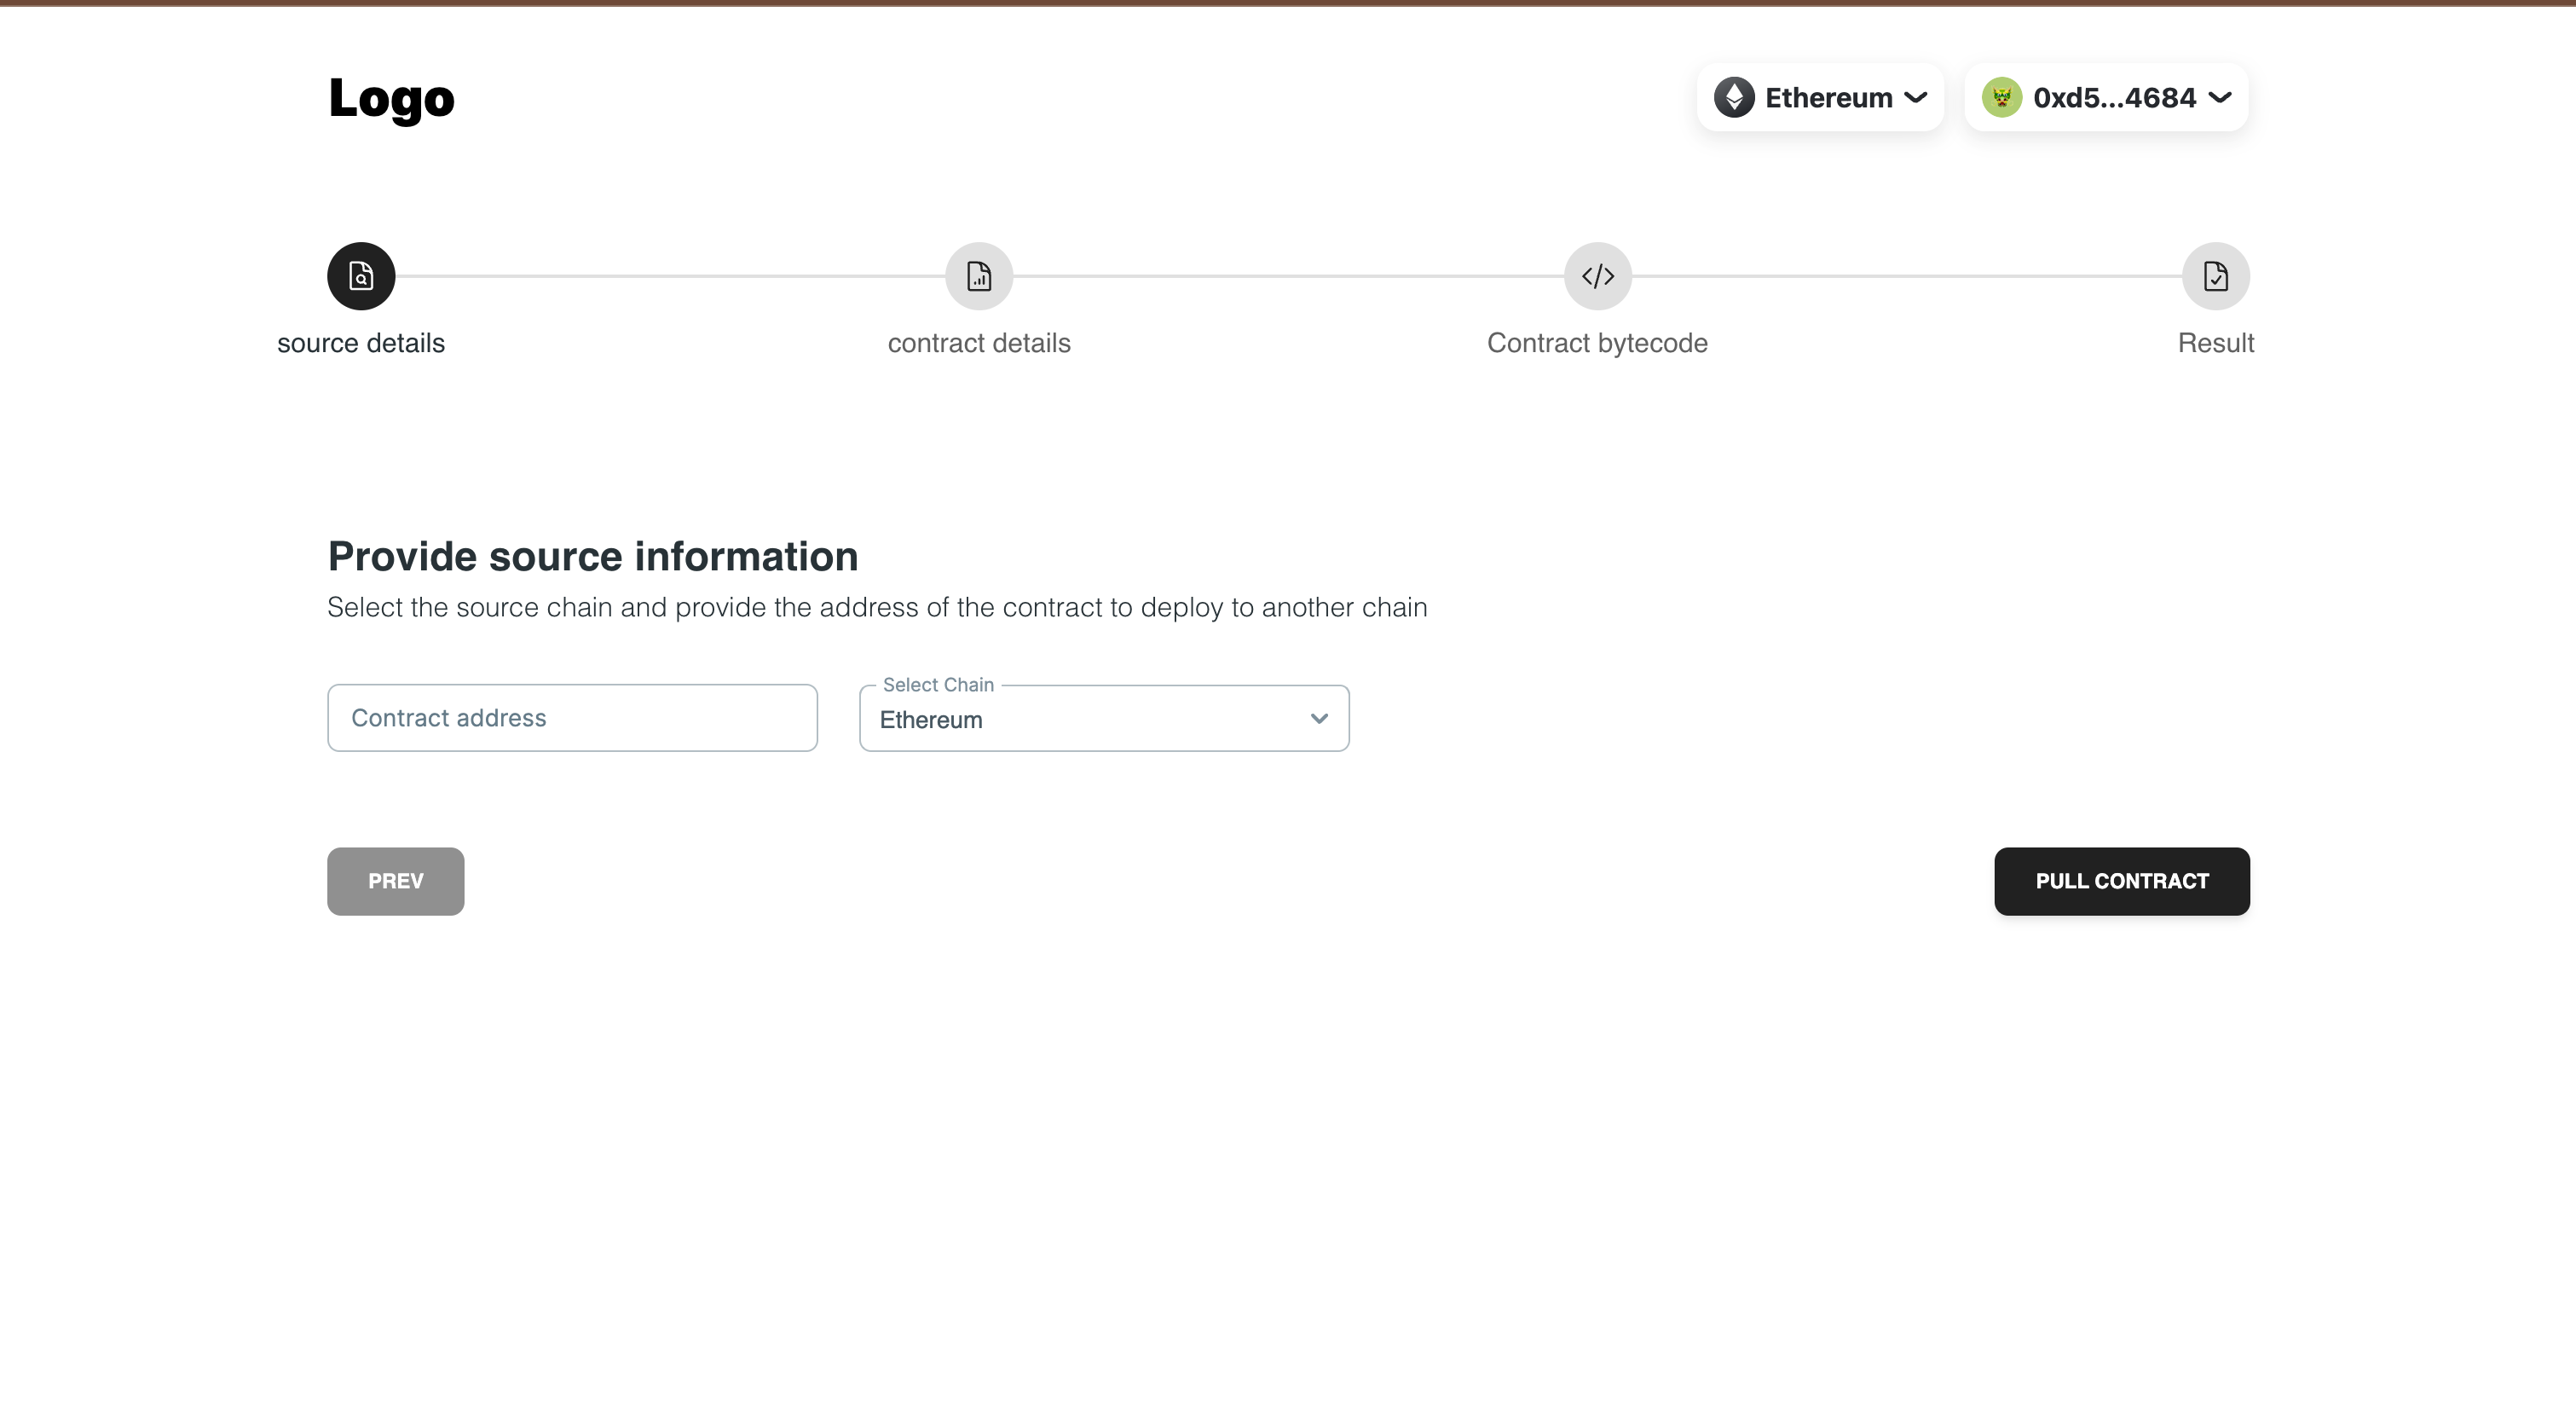 Logo
Ethereum
0xd5...4684
source details
contract details
Contract bytecode
Result
Provide source information
Select the source chain and provide the address of the contract to deploy to another chain
Contract address
Select Chain
Ethereum
PREV
PULL CONTRACT